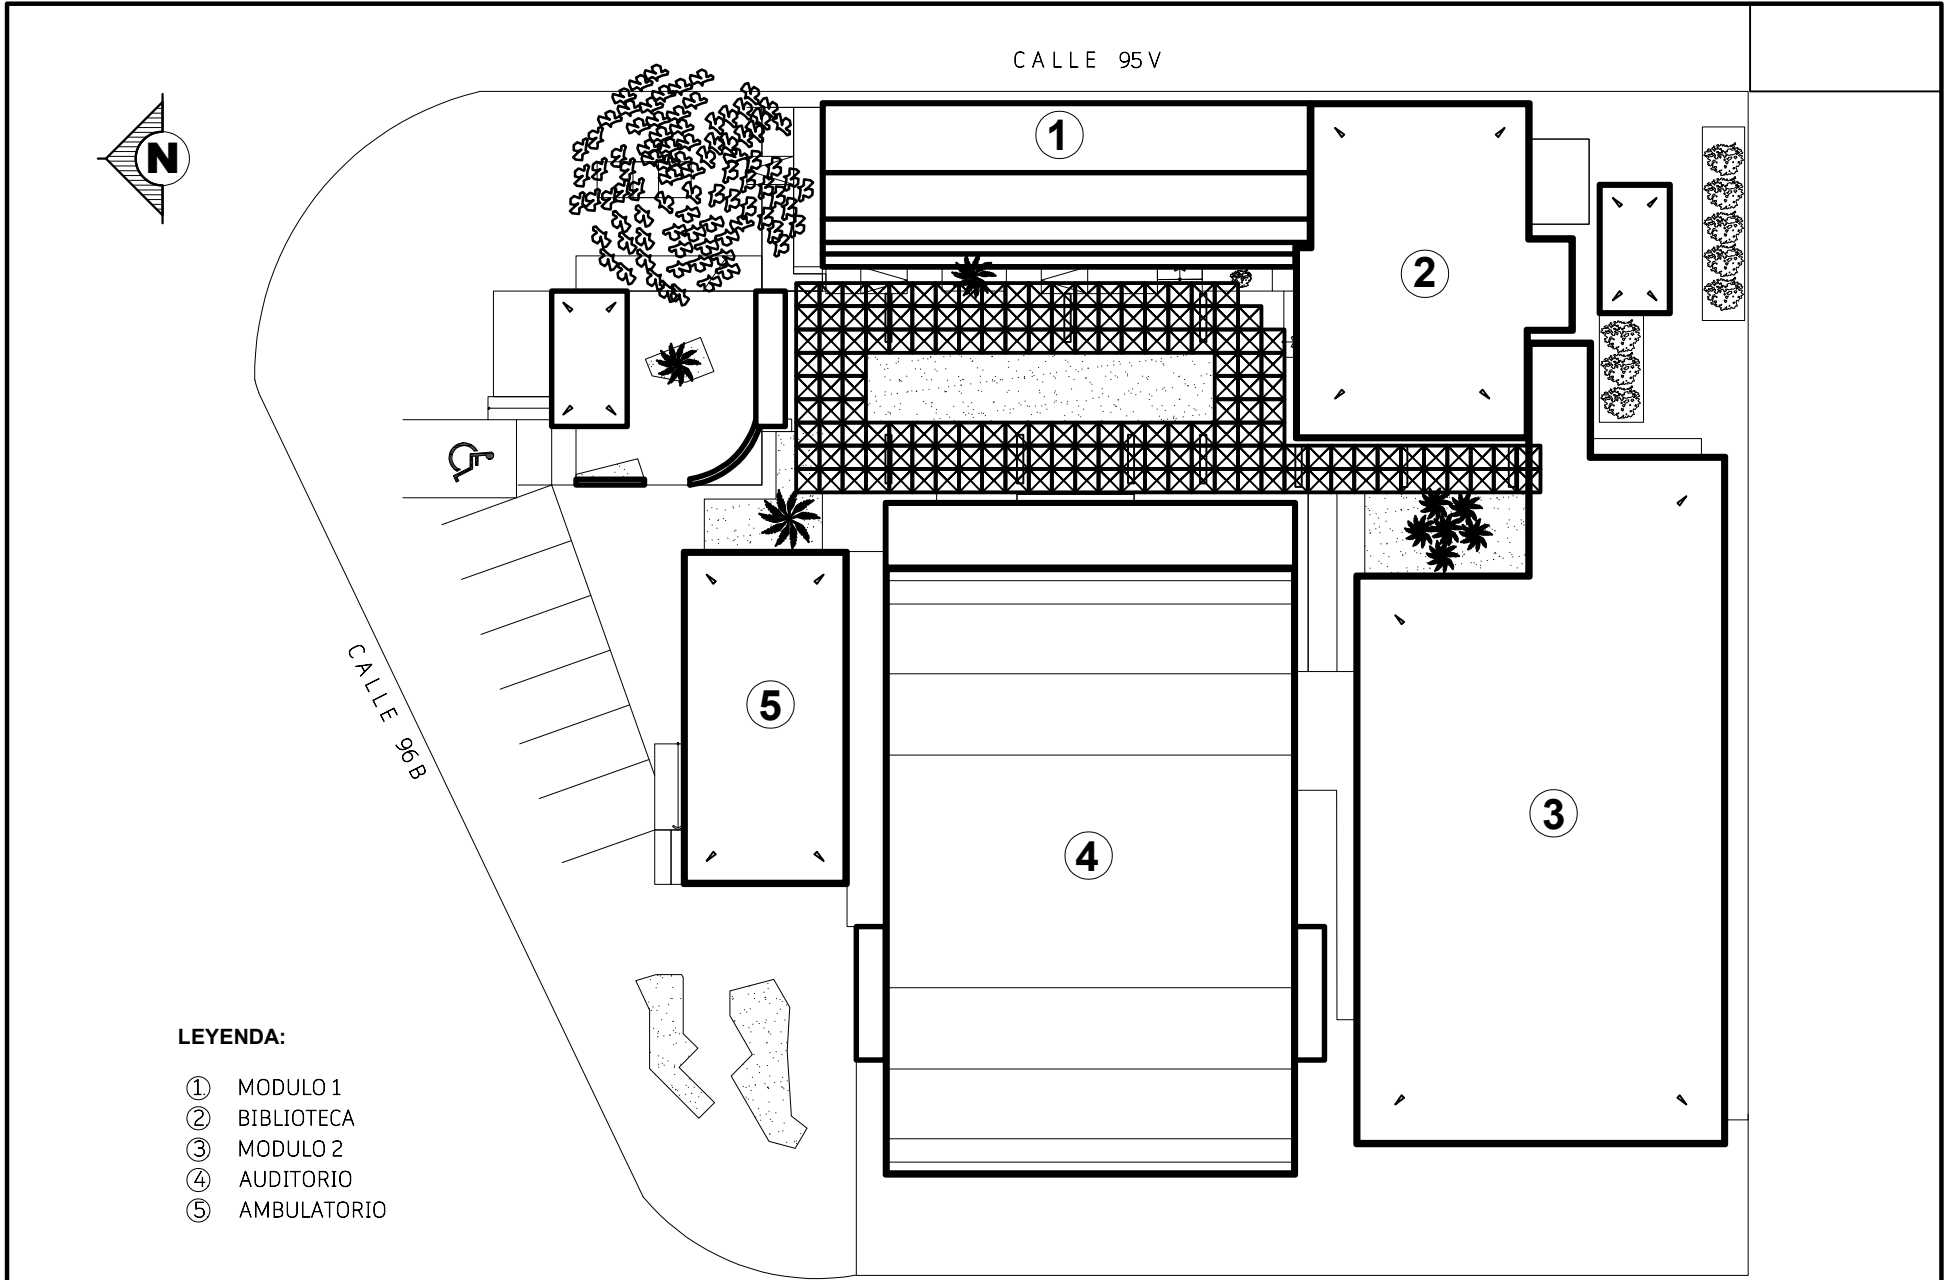 CALLE 95V
N
1
2
3
4
5
CALLE 96B
LEYENDA:
1 MODULO 1
2 BIBLIOTECA
3 MODULO 2
4 AUDITORIO
5 AMBULATORIO